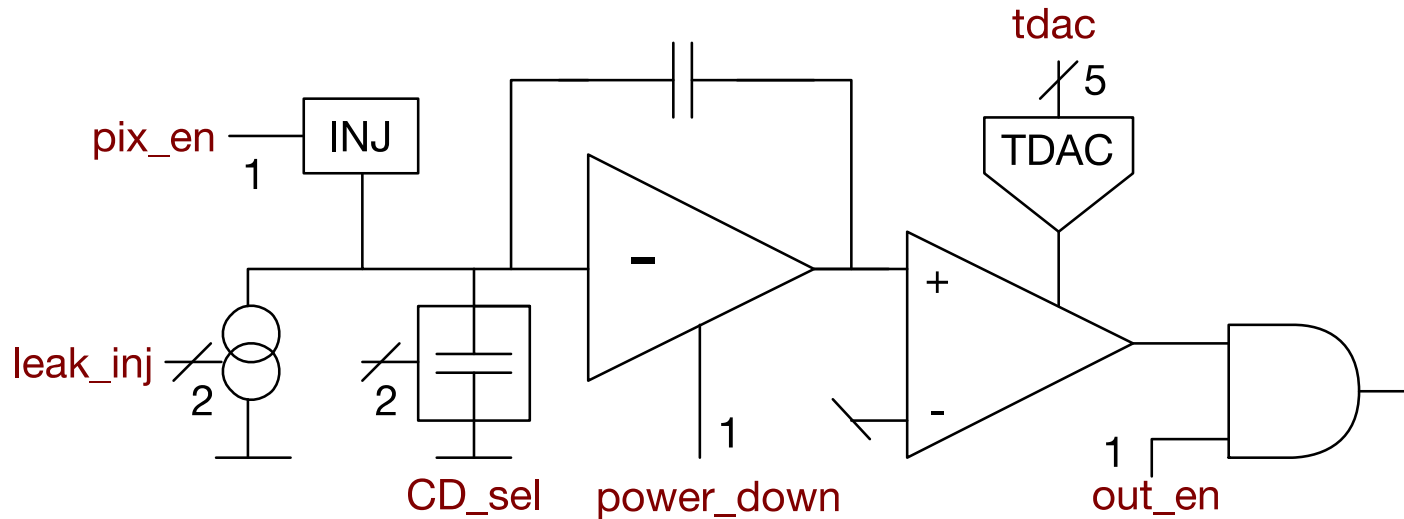 tdac
5
TDAC
pix_en
1
INJ
-
+
leak_inj
2
2
-
1
1
CD_sel
power_down
out_en